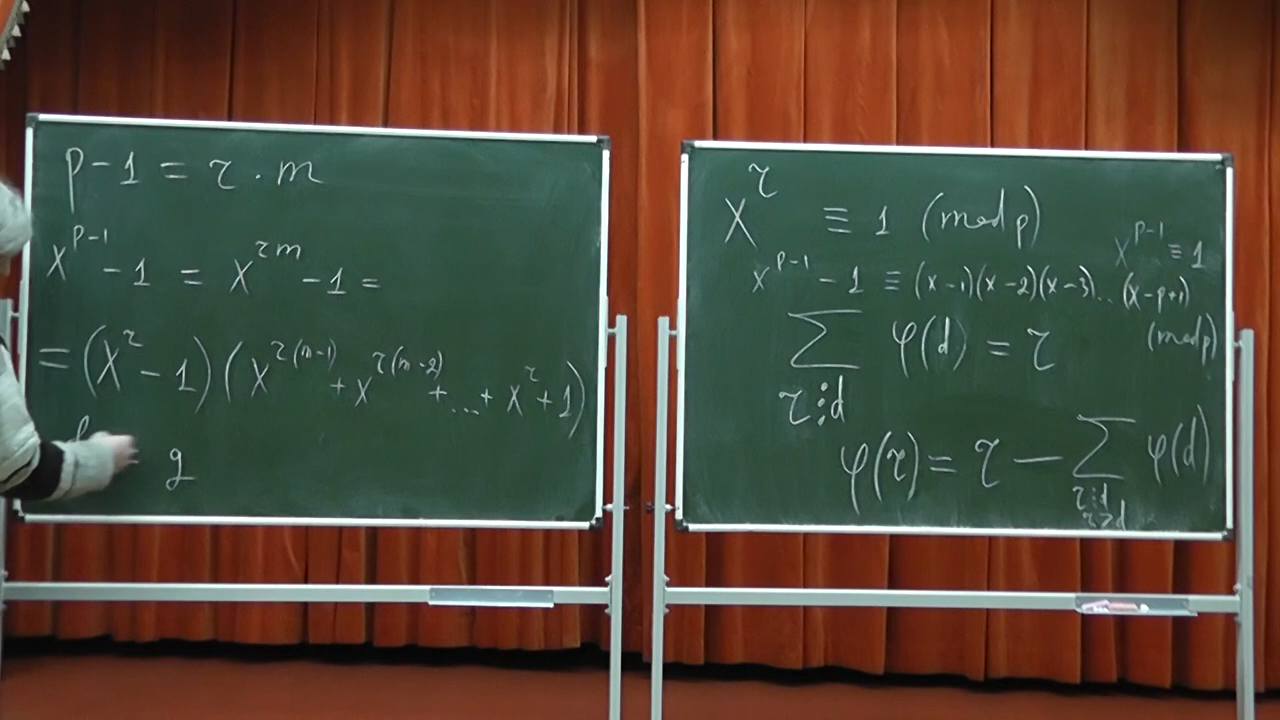 p-1 = τ · m
x^{p-1} - 1 = x^{τm} - 1 =
= (x^τ - 1)(x^{τ(m-1)} + x^{τ(m-2)} + ... + x^τ + 1)
g
x^τ ≡ 1 (mod p)
x^{p-1} ≡ 1
x^{p-1} - 1 ≡ (x-1)(x-2)(x-3)...(x-p+1)
(mod p)
∑_{τ⋮d} φ(d) = τ
φ(τ) = τ — ∑_{τ⋮d, τ>d} φ(d)